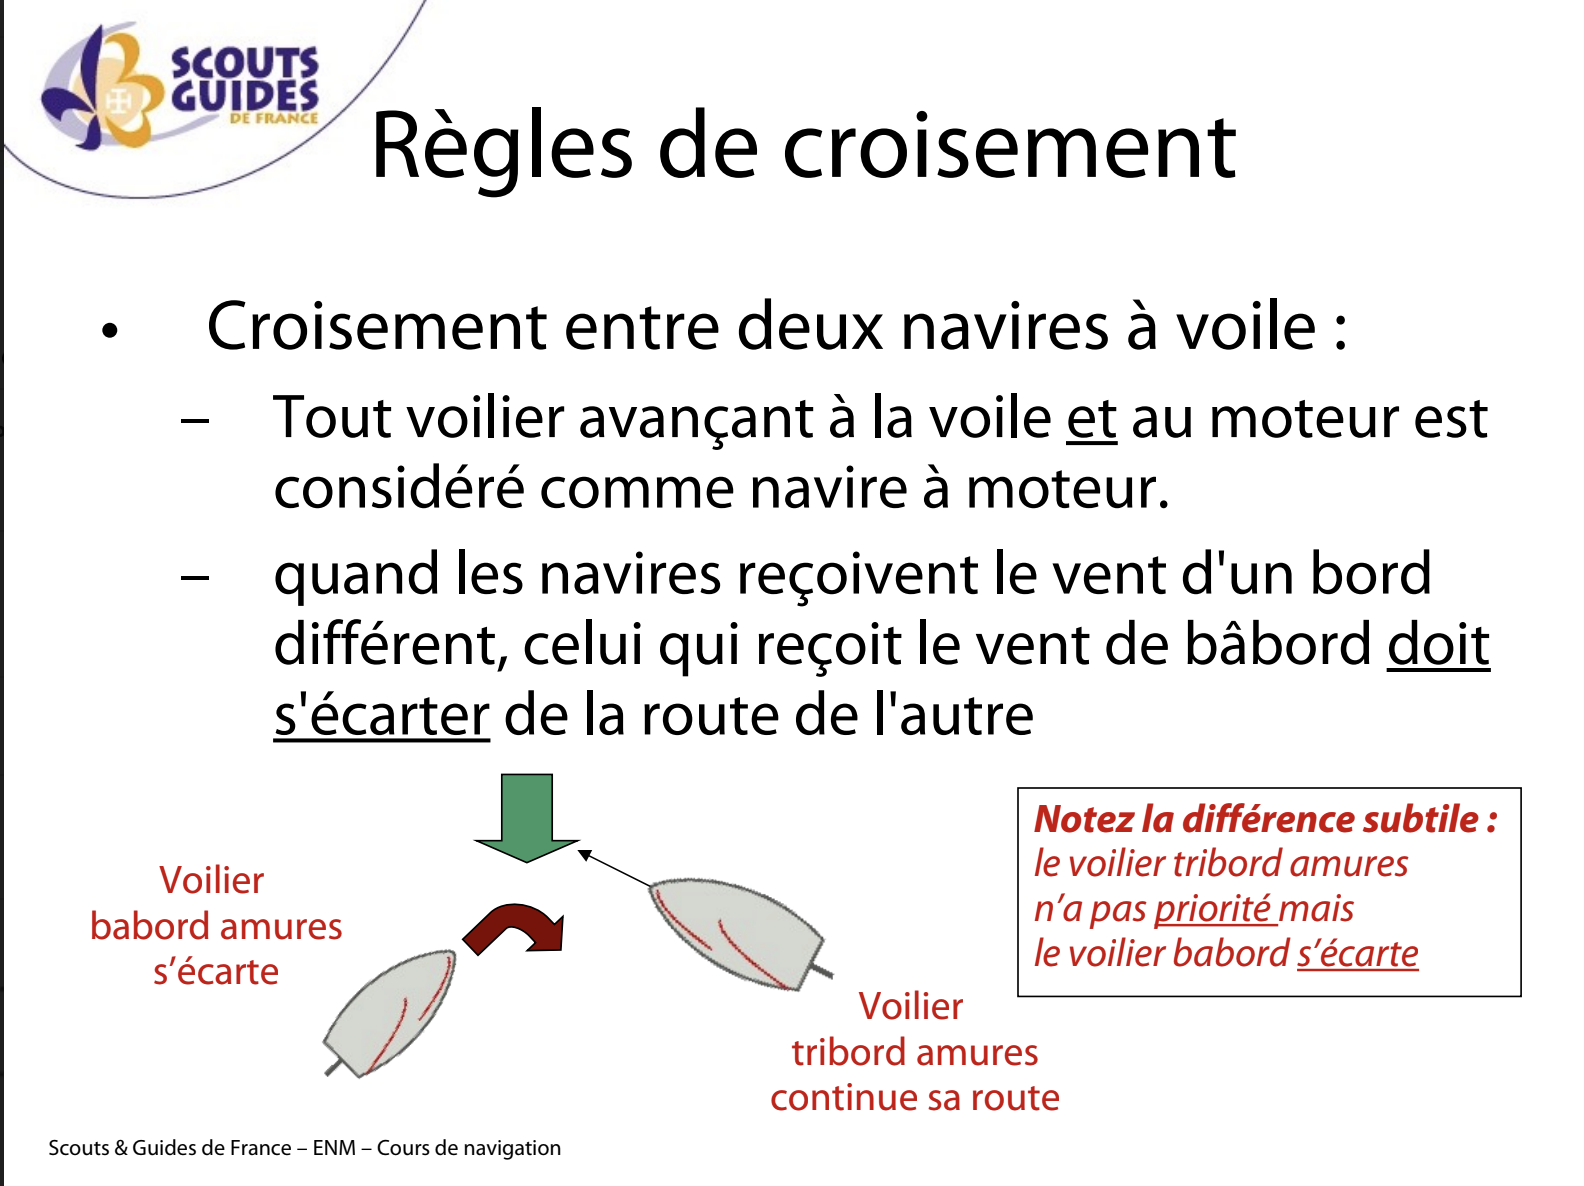 SCOUTS
GUIDES
DE FRANCE
Règles de croisement
• Croisement entre deux navires à voile :
– Tout voilier avançant à la voile et au moteur est
considéré comme navire à moteur.
– quand les navires reçoivent le vent d'un bord
différent, celui qui reçoit le vent de bâbord doit
s'écarter de la route de l'autre
Voilier
babord amures
s’écarte
Notez la différence subtile :
le voilier tribord amures
n’a pas priorité mais
le voilier babord s’écarte
Voilier
tribord amures
continue sa route
Scouts & Guides de France – ENM – Cours de navigation